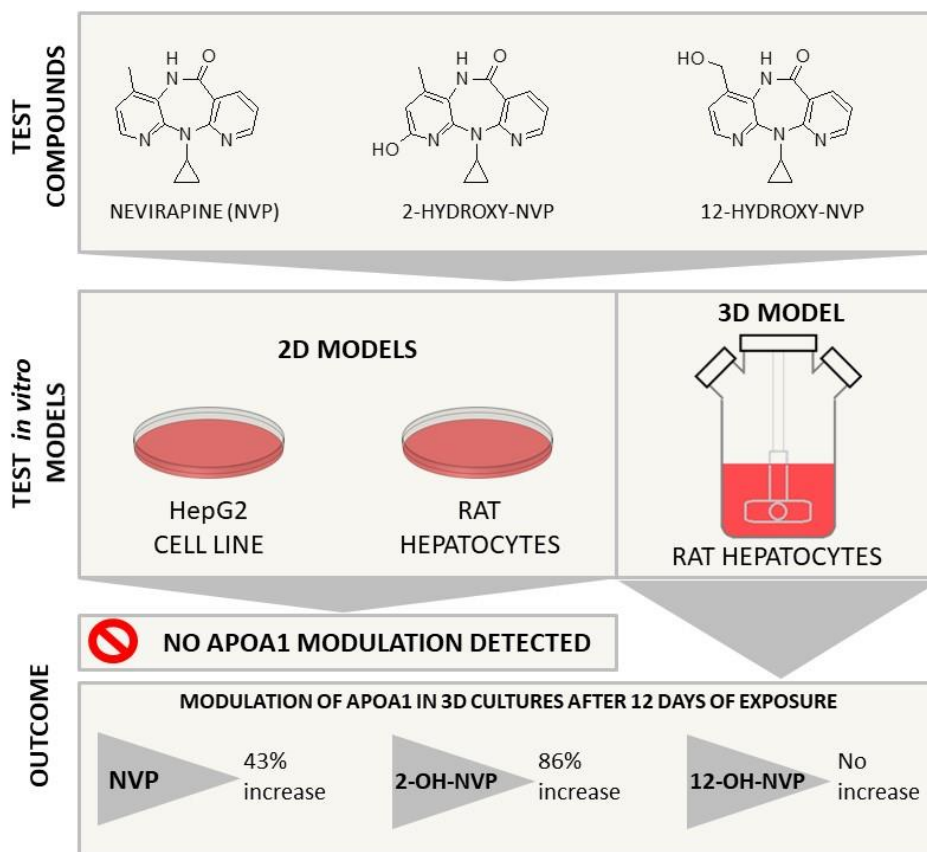 TEST
COMPOUNDS
H
N
O
N
N
N
NEVIRAPINE (NVP)
H
N
O
N
N
N
HO
2-HYDROXY-NVP
HO
H
N
O
N
N
N
12-HYDROXY-NVP
TEST in vitro
MODELS
2D MODELS
HepG2
CELL LINE
RAT
HEPATOCYTES
3D MODEL
RAT HEPATOCYTES
OUTCOME
NO APOA1 MODULATION DETECTED
MODULATION OF APOA1 IN 3D CULTURES AFTER 12 DAYS OF EXPOSURE
NVP
43%
increase
2-OH-NVP
86%
increase
12-OH-NVP
No
increase